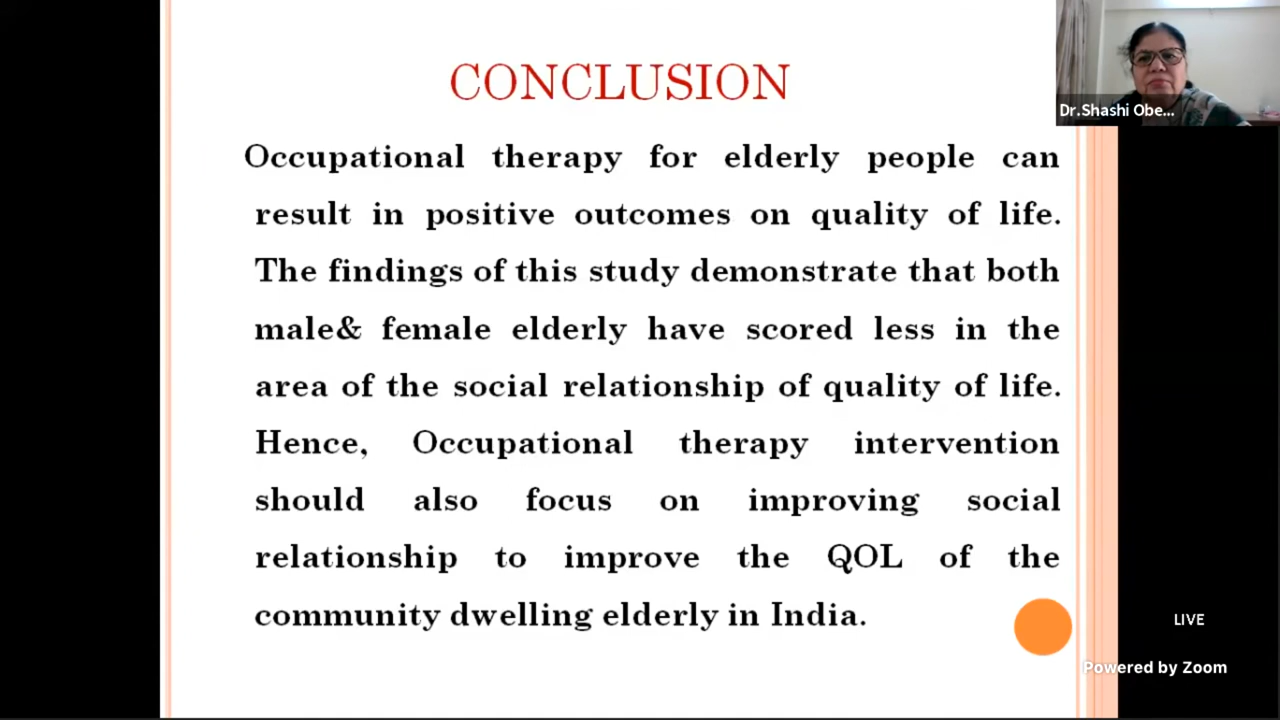 CONCLUSION
Occupational therapy for elderly people can
result in positive outcomes on quality of life.
The findings of this study demonstrate that both
male& female elderly have scored less in the
area of the social relationship of quality of life.
Hence, Occupational therapy intervention
should also focus on improving social
relationship to improve the QOL of the
community dwelling elderly in India.
Dr.Shashi Obe...
LIVE
Powered by Zoom